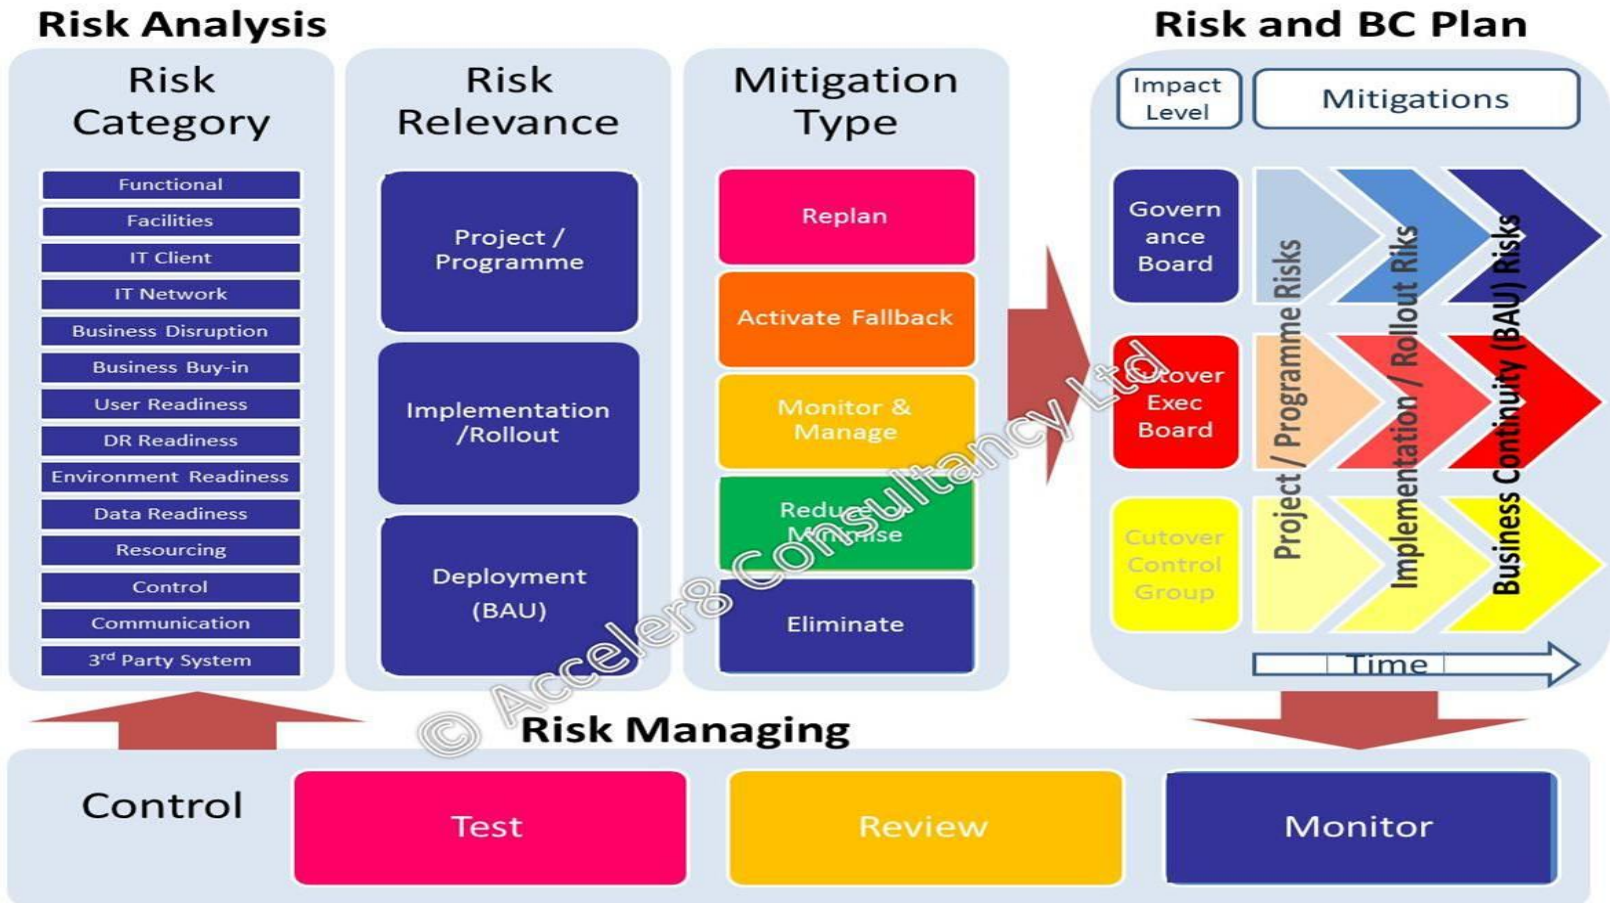 Risk Analysis
Risk
Category
Functional
Facilities
IT Client
IT Network
Business Disruption
Business Buy-in
User Readiness
DR Readiness
Environment Readiness
Data Readiness
Resourcing
Control
Communication
3rd Party System
Risk
Relevance
Project /
Programme
Implementation
/Rollout
Deployment
(BAU)
Mitigation
Type
Replan
Activate Fallback
Monitor &
Manage
Reduce or
Minimise
Eliminate
Risk and BC Plan
Impact
Level
Mitigations
Govern
ance
Board
Cutover
Exec
Board
Cutover
Control
Group
Project / Programme Risks
Implementation / Rollout Riks
Business Continuity (BAU) Risks
Time
© Acceler8 Consultancy Ltd
Risk Managing
Control
Test
Review
Monitor